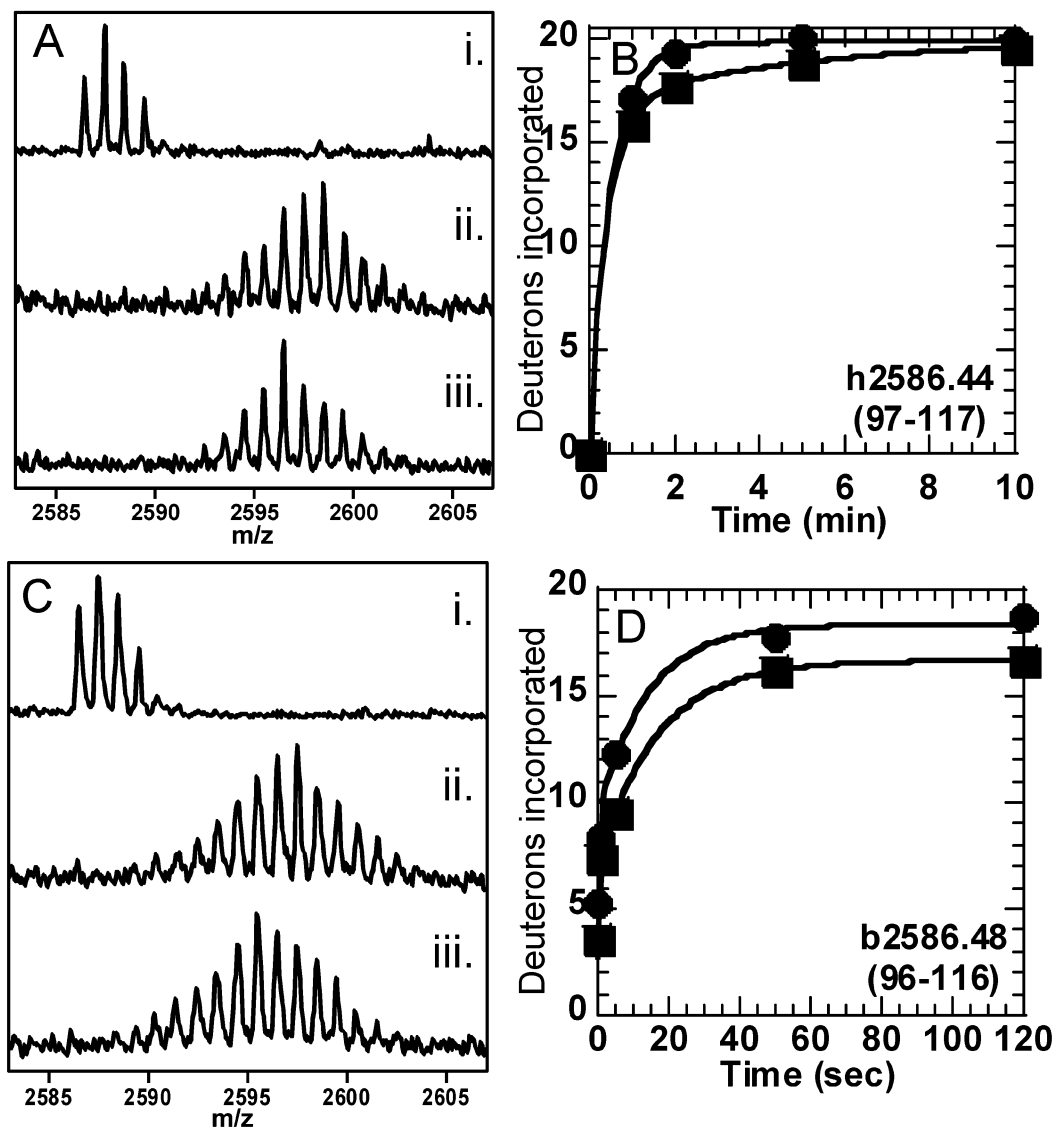 A
i.
ii.
iii.
2585 2590 2595 2600 2605
m/z
B
20
15
10
5
0
Deuterons incorporated
h2586.44
(97-117)
0 2 4 6 8 10
Time (min)
C
i.
ii.
iii.
2585 2590 2595 2600 2605
m/z
D
20
15
10
5
0
Deuterons incorporated
b2586.48
(96-116)
0 20 40 60 80 100 120
Time (sec)